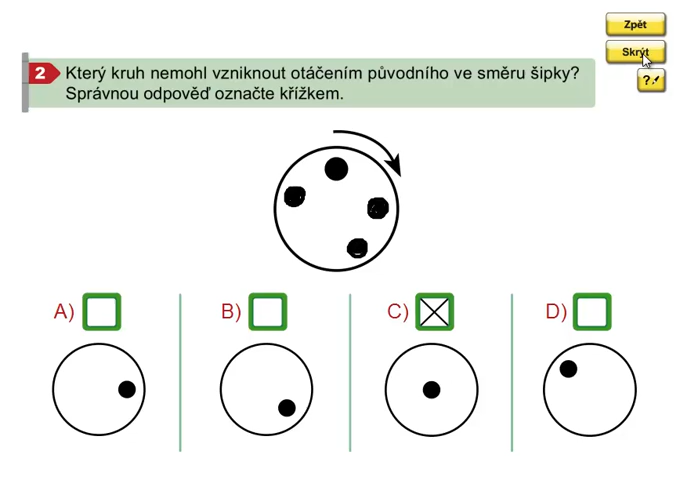 Zpět
Skrýt
?
2 Který kruh nemohl vzniknout otáčením původního ve směru šipky?
Správnou odpověď označte křížkem.
A) B) C) D)